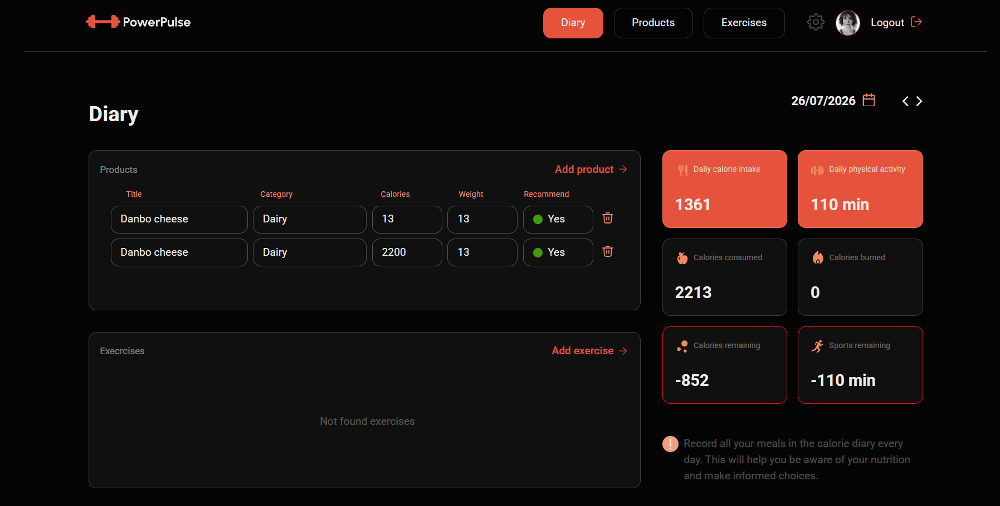 PowerPulse
Diary
Products
Exercises
Logout
Diary
26/07/2026
Products
Add product
Title Category Calories Weight Recommend
Danbo cheese Dairy 13 13 Yes
Danbo cheese Dairy 2200 13 Yes
Daily calorie intake
1361
Daily physical activity
110 min
Calories consumed
2213
Calories burned
0
Calories remaining
-852
Sports remaining
-110 min
Execrcises
Add exercise
Not found exercises
Record all your meals in the calorie diary every
day. This will help you be aware of your nutrition
and make informed choices.